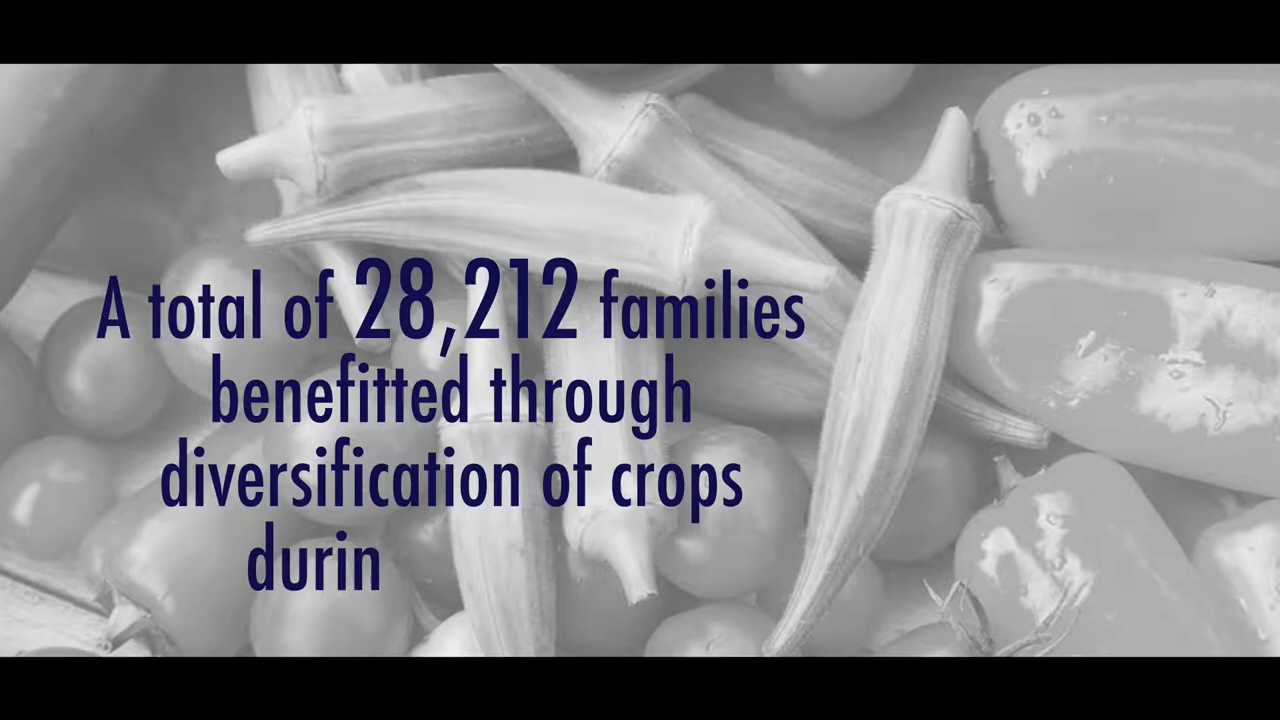 A total of 28,212 families
benefitted through
diversification of crops
durin